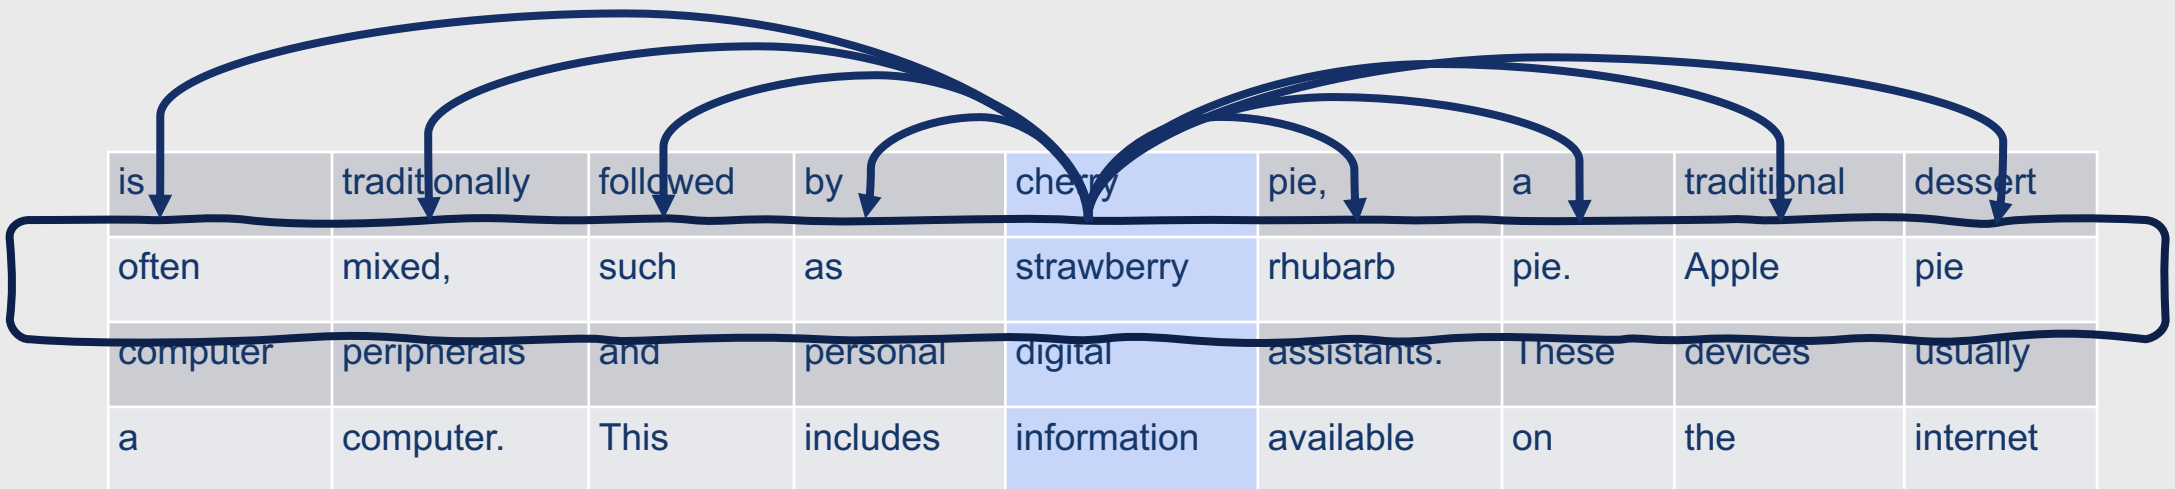 is traditionally followed by cherry pie, a traditional dessert
often mixed, such as strawberry rhubarb pie. Apple pie
computer peripherals and personal digital assistants. These devices usually
a computer. This includes information available on the internet